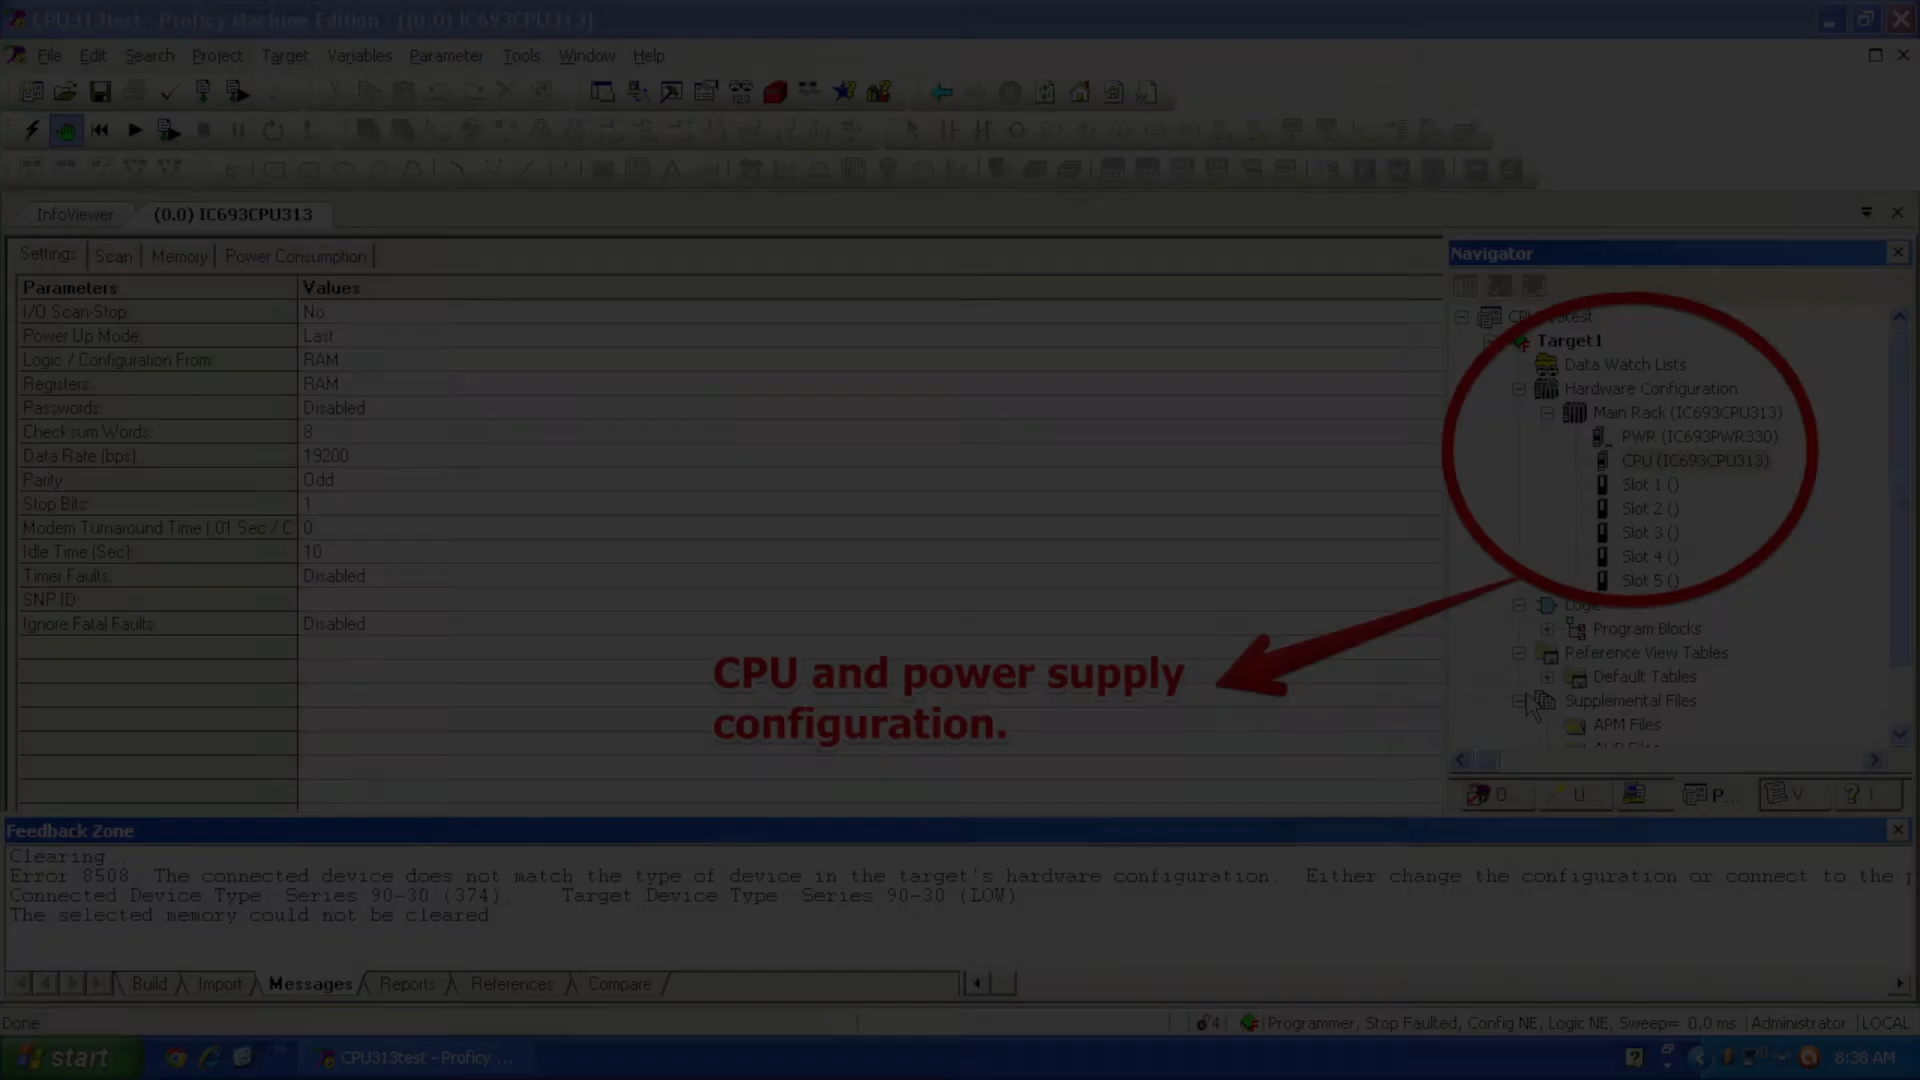 CPU313test - Proficy Machine Edition - [(0.0) IC693CPU313]
File Edit Search Project Target Variables Parameter Tools Window Help
InfoViewer (0.0) IC693CPU313
Settings Scan Memory Power Consumption
Parameters Values
I/O Scan-Stop: No
Power Up Mode: Last
Logic / Configuration From: RAM
Registers: RAM
Passwords: Disabled
Checksum Words: 8
Data Rate (bps): 19200
Parity Odd
Stop Bits: 1
Modem Turnaround Time (.01 Sec / C 0
Idle Time (Sec): 10
Timer Faults: Disabled
SNP ID:
Ignore Fatal Faults: Disabled
Navigator
Target1
Data Watch Lists
Hardware Configuration
Main Rack (IC693CPU313)
PWR (IC693PWR330)
CPU (IC693CPU313)
Slot 1 ()
Slot 2 ()
Slot 3 ()
Slot 4 ()
Slot 5 ()
Logic
Program Blocks
Reference View Tables
Default Tables
Supplemental Files
APM Files
O... U... P... V... I...
CPU and power supply
configuration.
Feedback Zone
Clearing
Error 8508: The connected device does not match the type of device in the target's hardware configuration. Either change the configuration or connect to the p
Connected Device Type: Series 90-30 (374). Target Device Type: Series 90-30 (LOW)
The selected memory could not be cleared
Build Import Messages Reports References Compare
Done 4 Programmer, Stop Faulted, Config NE, Logic NE, Sweep= 0.0 ms Administrator LOCAL
start CPU313test - Proficy ... 8:38 AM